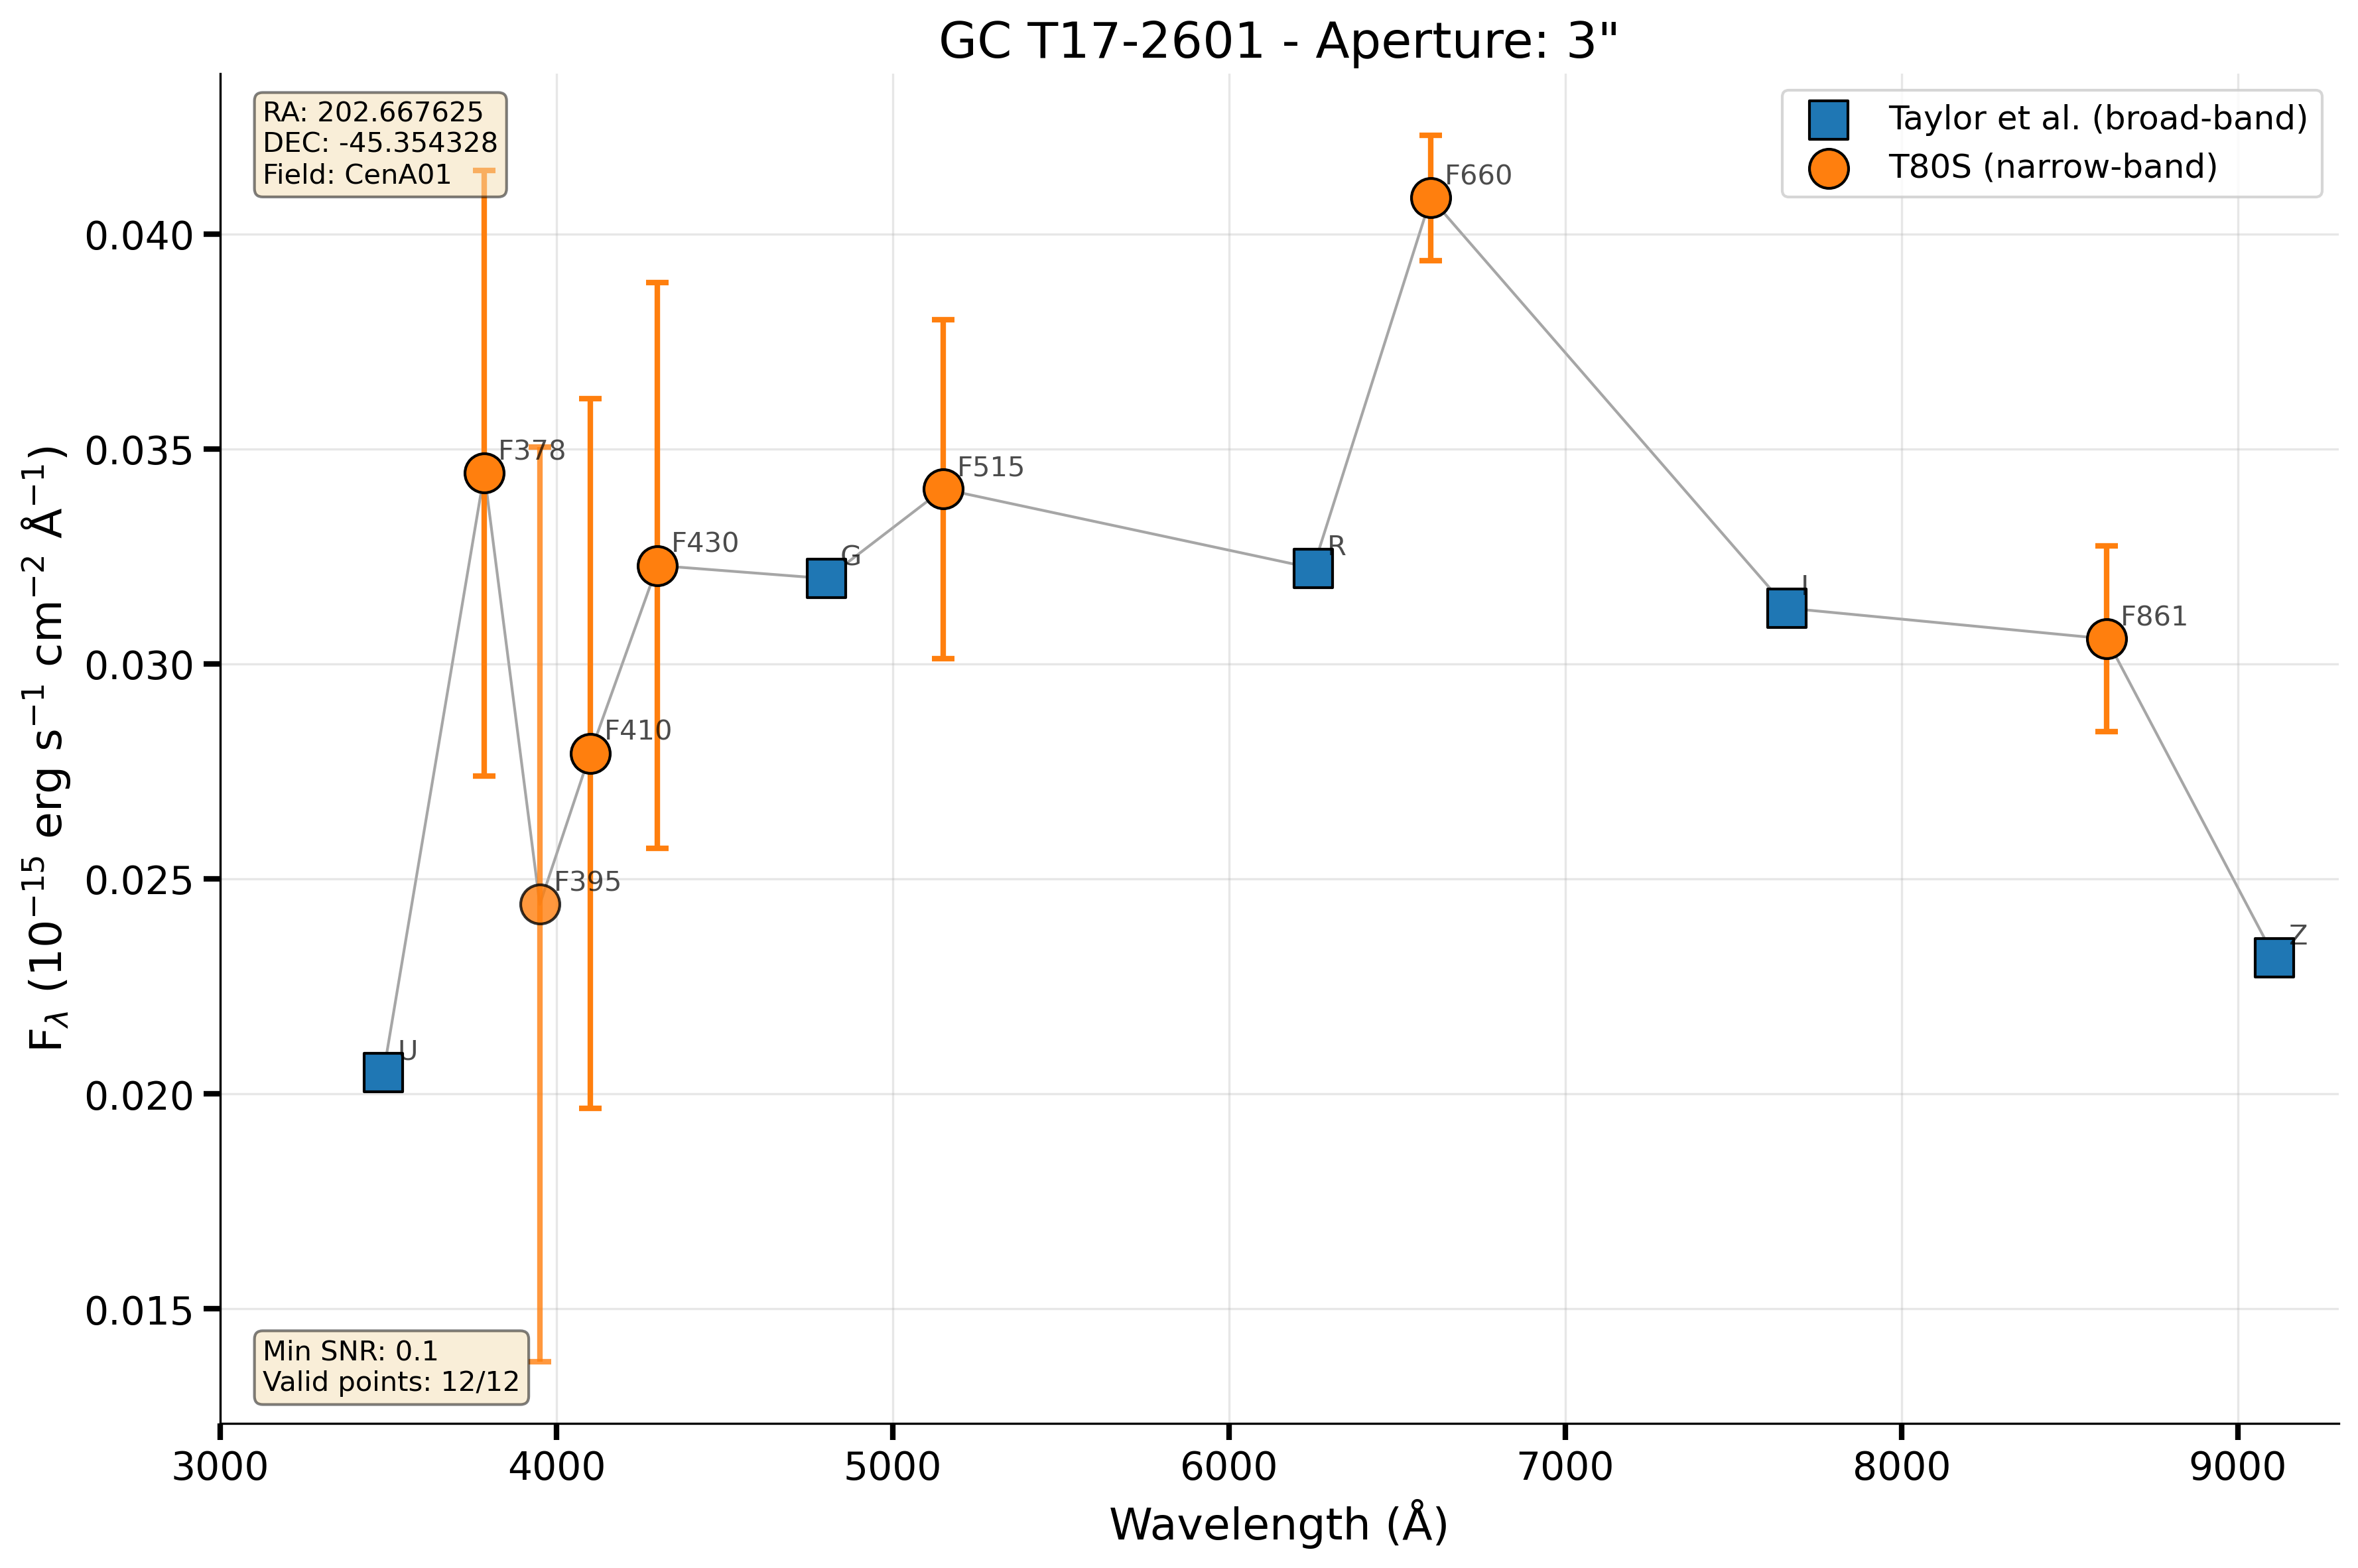 GC T17-2601 - Aperture: 3"
RA: 202.667625
DEC: -45.354328
Field: CenA01
Taylor et al. (broad-band)
T80S (narrow-band)
F660
F378
F515
F430
G
R
I
F861
F410
F395
Z
U
0.040
0.035
0.030
0.025
0.020
0.015
Fλ (10⁻¹⁵ erg s⁻¹ cm⁻² Å⁻¹)
Min SNR: 0.1
Valid points: 12/12
3000 4000 5000 6000 7000 8000 9000
Wavelength (Å)